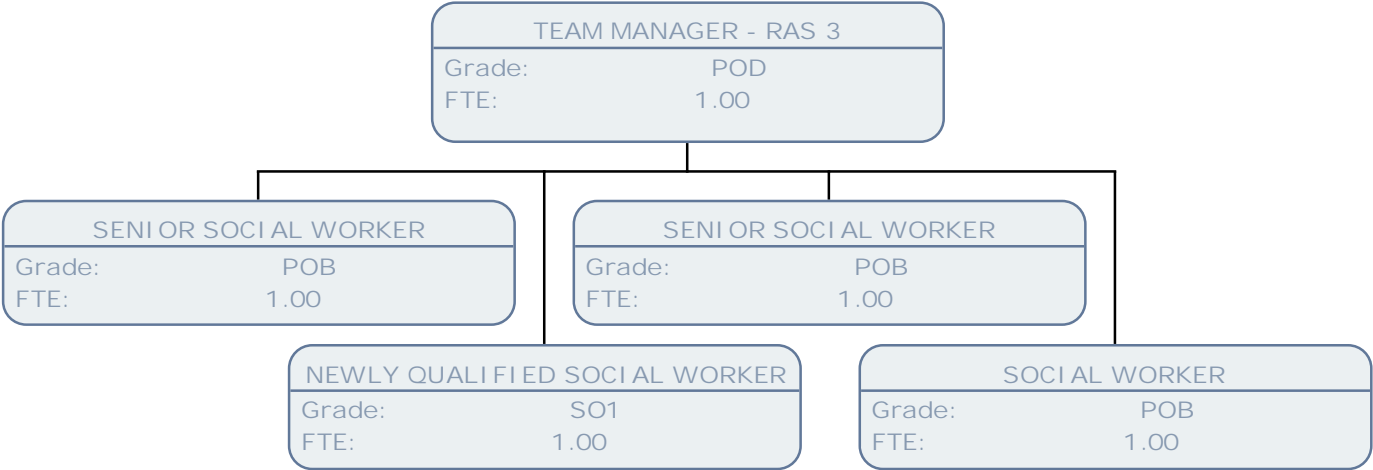 TEAM MANAGER - RAS 3
Grade: POD
FTE: 1.00
SENIOR SOCIAL WORKER
Grade: POB
FTE: 1.00
SENIOR SOCIAL WORKER
Grade: POB
FTE: 1.00
NEWLY QUALIFIED SOCIAL WORKER
Grade: SO1
FTE: 1.00
SOCIAL WORKER
Grade: POB
FTE: 1.00